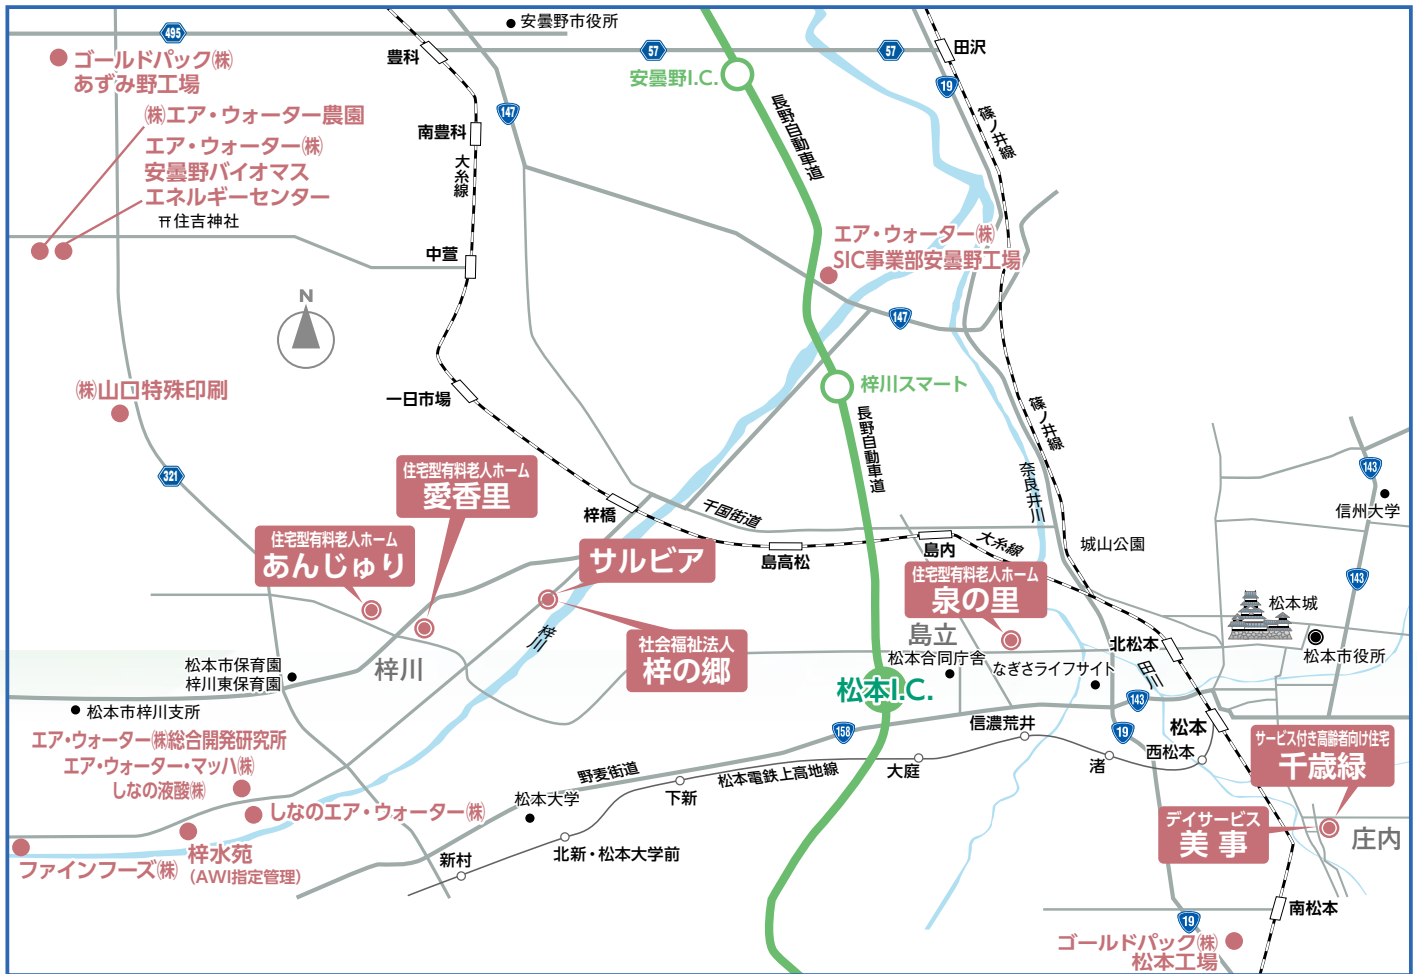 安曇野市役所
495
57
57
田沢
豊科
ゴールドパック㈱
あずみ野工場
安曇野I.C.
19
長野自動車道
篠ノ井線
147
㈱エア・ウォーター農園
南豊科
大糸線
エア・ウォーター㈱
安曇野バイオマス
エネルギーセンター
住吉神社
中萱
エア・ウォーター㈱
SIC事業部安曇野工場
N
147
㈱山口特殊印刷
一日市場
梓川スマート
長野自動車道
篠ノ井線
321
住宅型有料老人ホーム
愛香里
奈良井川
143
信州大学
梓橋
千国街道
住宅型有料老人ホーム
あんじゅり
サルビア
島高松
島内
大糸線
城山公園
住宅型有料老人ホーム
泉の里
143
松本城
梓川
社会福祉法人
梓の郷
島立
松本合同庁舎
なぎさライフサイト
北松本
田川
松本市役所
松本市保育園
梓川東保育園
梓川
松本I.C.
143
松本市梓川支所
158
信濃荒井
19
松本
エア・ウォーター㈱総合開発研究所
エア・ウォーター・マッハ㈱
しなの液酸㈱
野麦街道
松本電鉄上高地線
大庭
渚
西松本
サービス付き高齢者向け住宅
千歳緑
下新
松本大学
しなのエア・ウォーター㈱
デイサービス
美事
庄内
ファインフーズ㈱
梓水苑
(AWI指定管理)
新村
北新・松本大学前
南松本
19
ゴールドパック㈱
松本工場